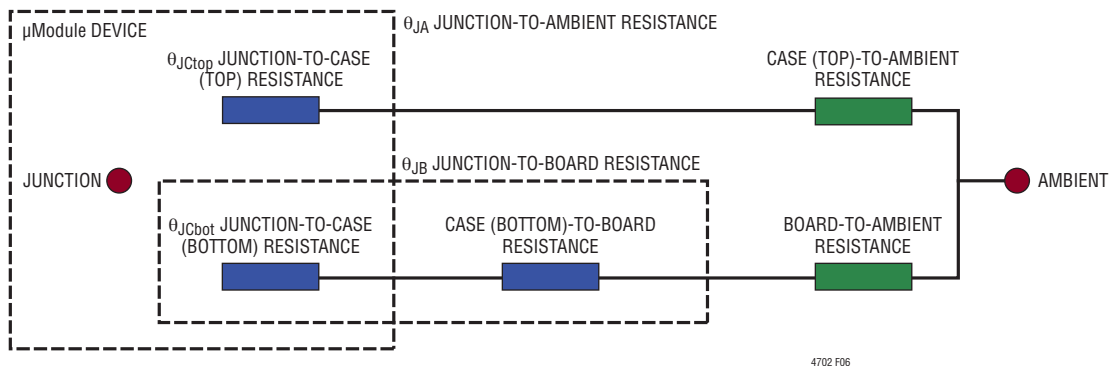 µModule DEVICE
θJA JUNCTION-TO-AMBIENT RESISTANCE
θJCtop JUNCTION-TO-CASE
(TOP) RESISTANCE
CASE (TOP)-TO-AMBIENT
RESISTANCE
θJB JUNCTION-TO-BOARD RESISTANCE
JUNCTION
AMBIENT
θJCbot JUNCTION-TO-CASE
(BOTTOM) RESISTANCE
CASE (BOTTOM)-TO-BOARD
RESISTANCE
BOARD-TO-AMBIENT
RESISTANCE
4702 F06